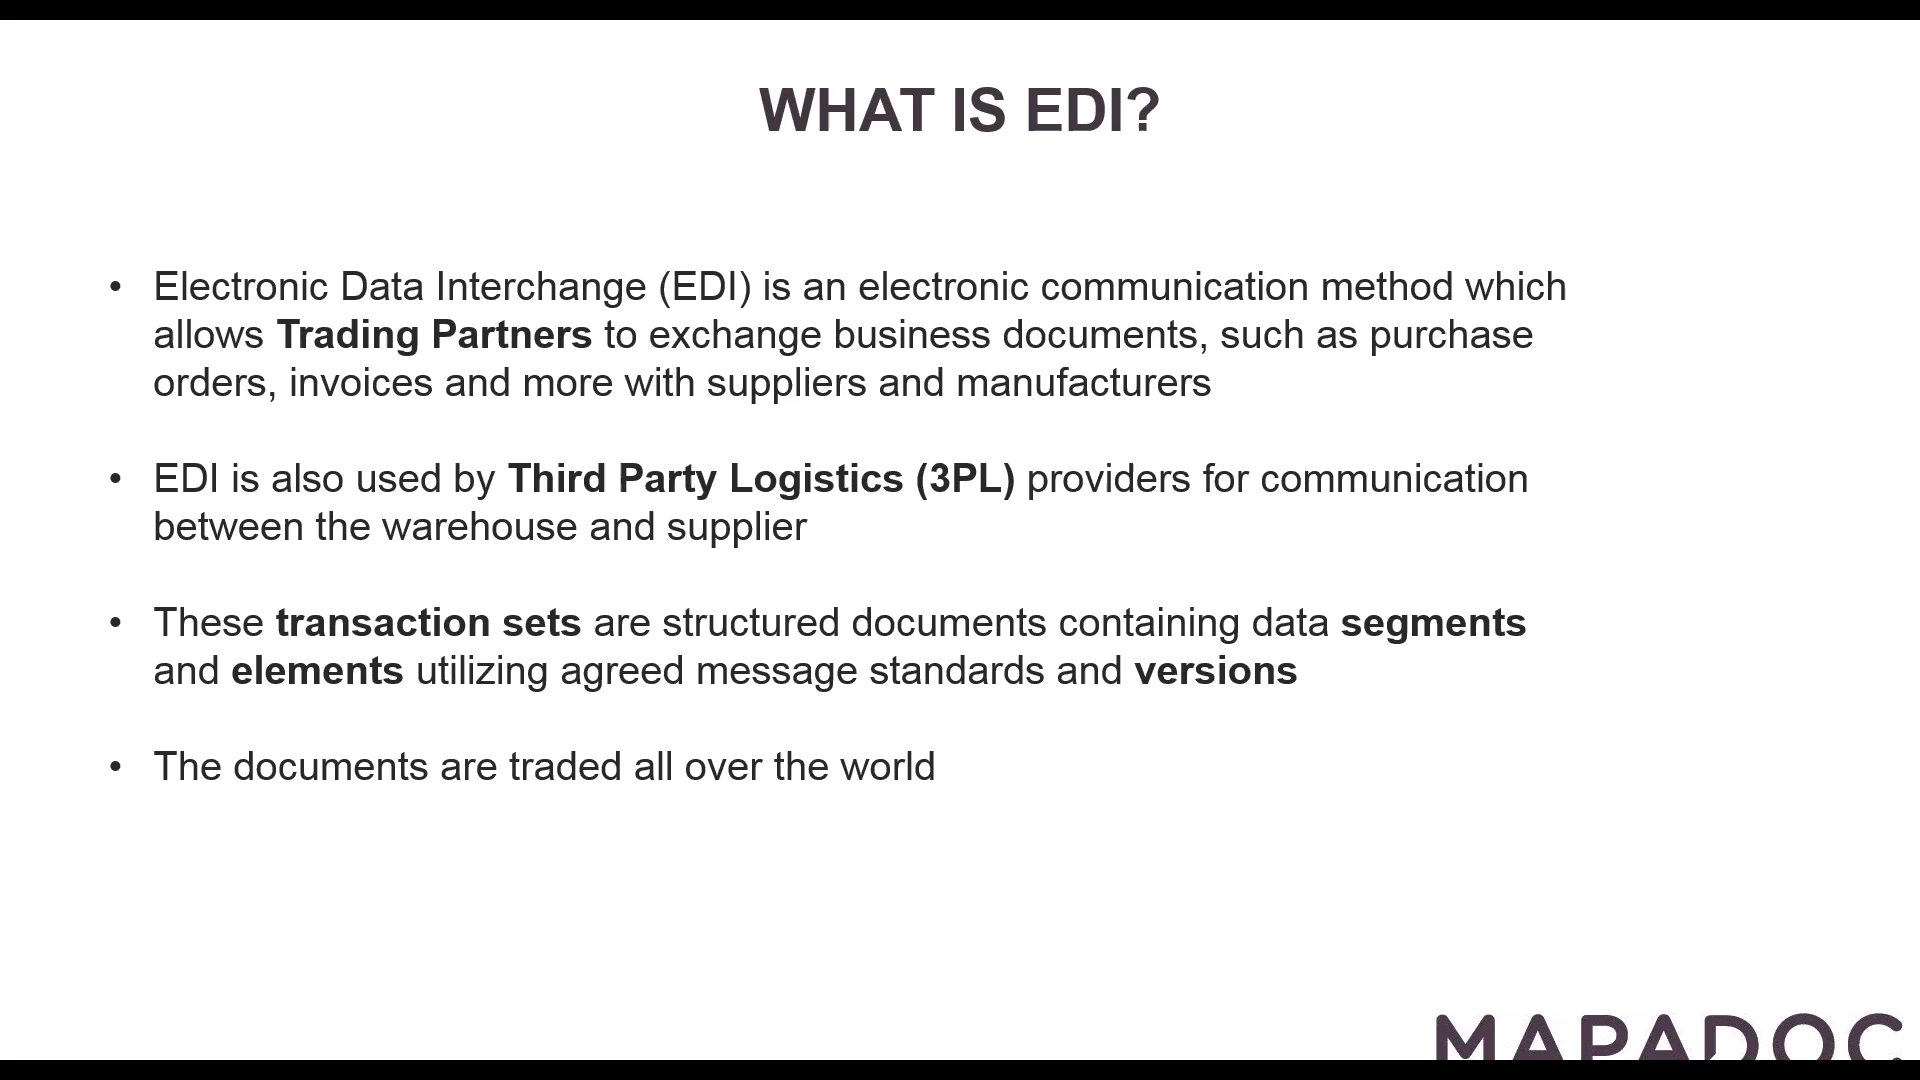 WHAT IS EDI?
• Electronic Data Interchange (EDI) is an electronic communication method which
allows Trading Partners to exchange business documents, such as purchase
orders, invoices and more with suppliers and manufacturers
• EDI is also used by Third Party Logistics (3PL) providers for communication
between the warehouse and supplier
• These transaction sets are structured documents containing data segments
and elements utilizing agreed message standards and versions
• The documents are traded all over the world
MAPADOC